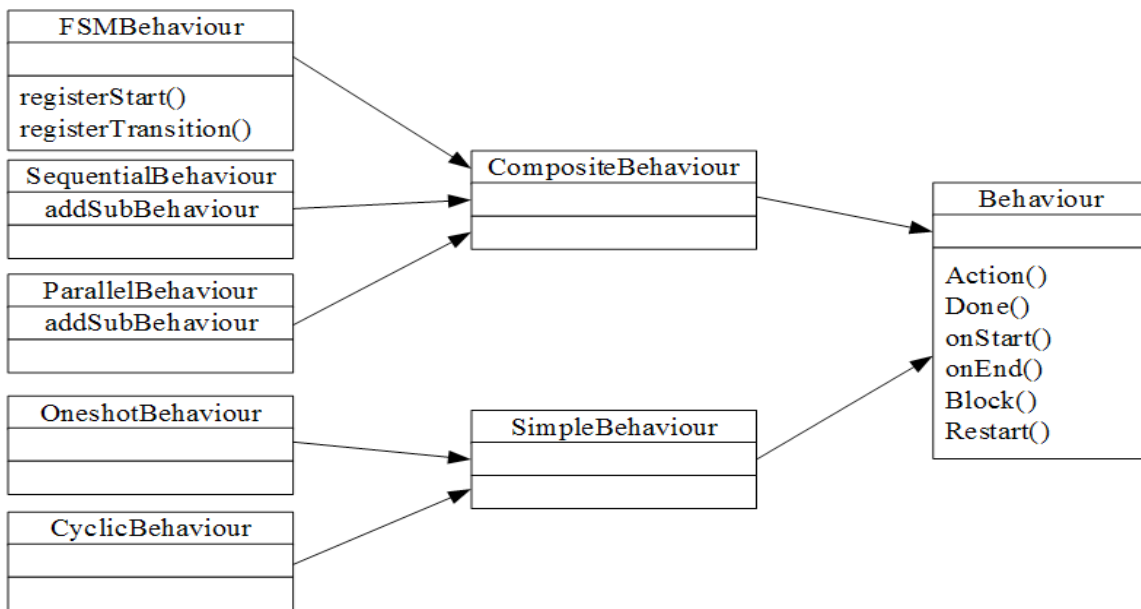 FSMBehaviour
registerStart()
registerTransition()
SequentialBehaviour
addSubBehaviour
ParallelBehaviour
addSubBehaviour
OneshotBehaviour
CyclicBehaviour
CompositeBehaviour
SimpleBehaviour
Behaviour
Action()
Done()
onStart()
onEnd()
Block()
Restart()